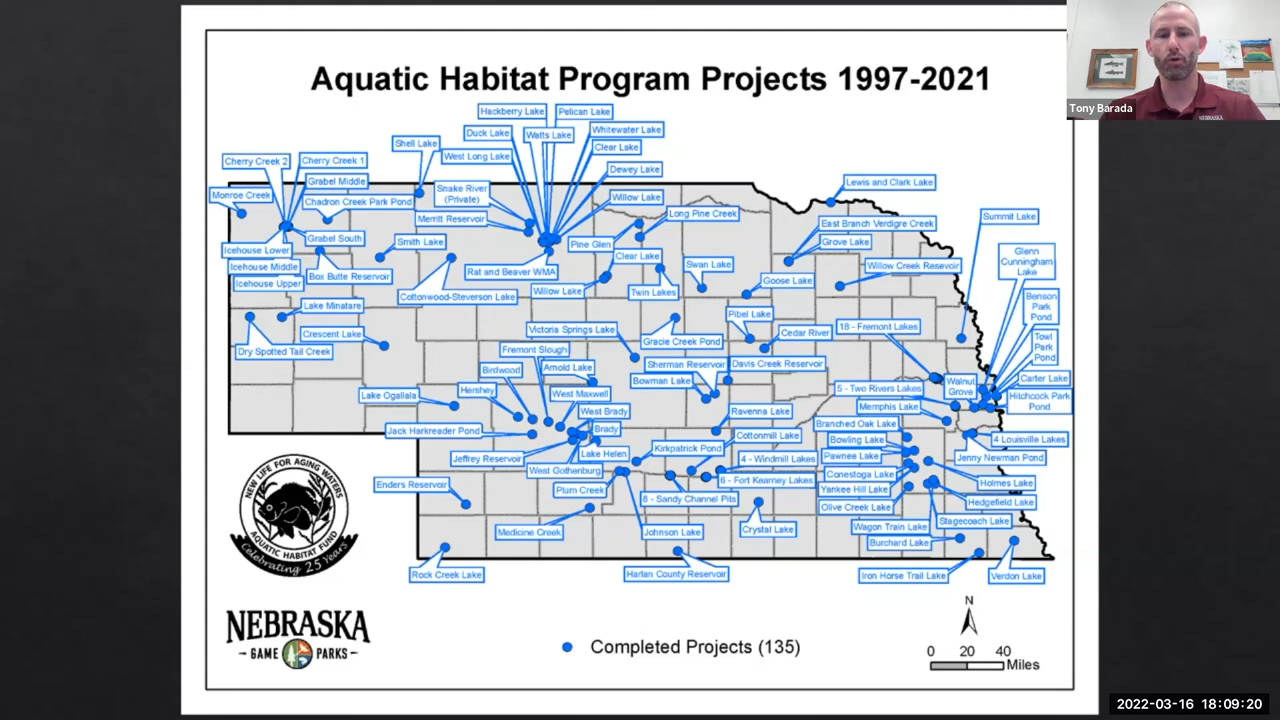 Aquatic Habitat Program Projects 1997-2021
Tony Barada
NEBRASKA
Hackberry Lake
Pelican Lake
Duck Lake
Watts Lake
Whitewater Lake
Shell Lake
West Long Lake
Clear Lake
Cherry Creek 2
Cherry Creek 1
Dewey Lake
Grabel Middle
Lewis and Clark Lake
Monroe Creek
Chadron Creek Park Pond
Snake River
(Private)
Willow Lake
Merritt Reservoir
Long Pine Creek
Summit Lake
East Branch Verdigre Creek
Grabel South
Smith Lake
Pine Glen
Grove Lake
Icehouse Lower
Clear Lake
Glenn
Cunningham
Lake
Icehouse Middle
Box Butte Reservoir
Rat and Beaver WMA
Swan Lake
Willow Creek Resevoir
Icehouse Upper
Cottonwood-Steverson Lake
Willow Lake
Twin Lakes
Goose Lake
Lake Minatare
Benson
Park
Pond
Pibel Lake
Crescent Lake
Victoria Springs Lake
Gracie Creek Pond
Cedar River
18 - Fremont Lakes
Dry Spotted Tail Creek
Fremont Slough
Towl
Park
Pond
Birdwood
Arnold Lake
Sherman Reservoir
Davis Creek Reservoir
Bowman Lake
Walnut
Grove
Carter Lake
Lake Ogallala
Hershey
West Maxwell
5 - Two Rivers Lakes
Hitchcock Park
Pond
West Brady
Ravenna Lake
Memphis Lake
Jack Harkreader Pond
Brady
Cottonmill Lake
Branched Oak Lake
Bowling Lake
4 Louisville Lakes
Jeffrey Reservoir
Lake Helen
Kirkpatrick Pond
4 - Windmill Lakes
Pawnee Lake
Jenny Newman Pond
West Gothenburg
Conestoga Lake
Enders Reservoir
Plum Creek
6 - Fort Kearney Lakes
Yankee Hill Lake
Holmes Lake
8 - Sandy Channel Pits
Olive Creek Lake
Hedgefield Lake
Medicine Creek
Johnson Lake
Crystal Lake
Wagon Train Lake
Stagecoach Lake
Burchard Lake
Rock Creek Lake
Harlan County Reservoir
Iron Horse Trail Lake
Verdon Lake
NEW LIFE FOR AGING WATERS
AQUATIC HABITAT FUND
Celebrating 25 Years
NEBRASKA
- GAME PARKS -
Completed Projects (135)
N
0 20 40
Miles
2022-03-16 18:09:20